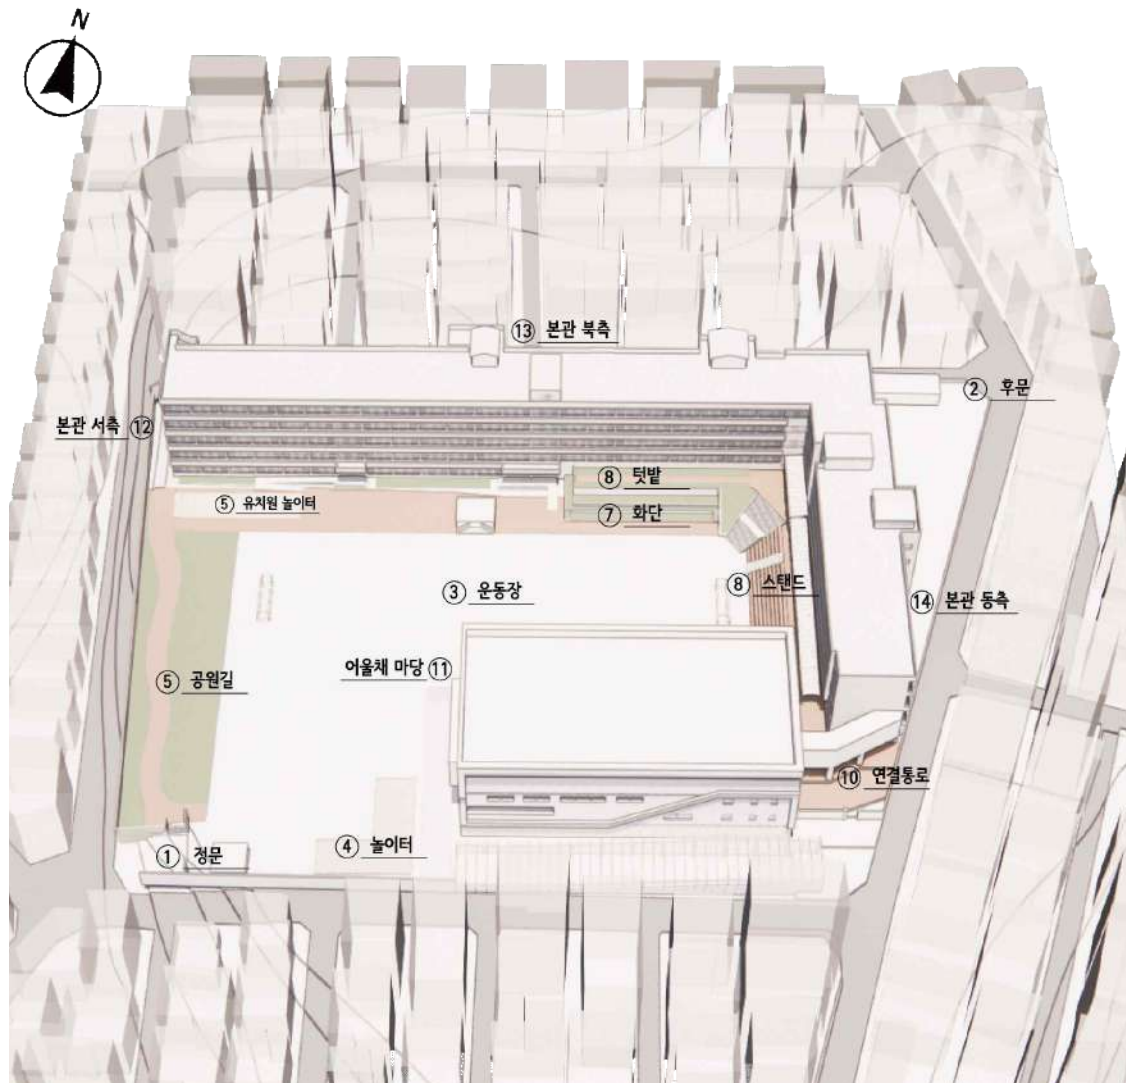 N
⑬ 본관 북측
② 후문
본관 서측 ⑫
⑧ 텃밭
⑤ 유치원 놀이터
⑦ 화단
③ 운동장
⑧ 스탠드
⑭ 본관 동측
어울채 마당 ⑪
⑤ 공원길
⑩ 연결통로
④ 놀이터
① 정문